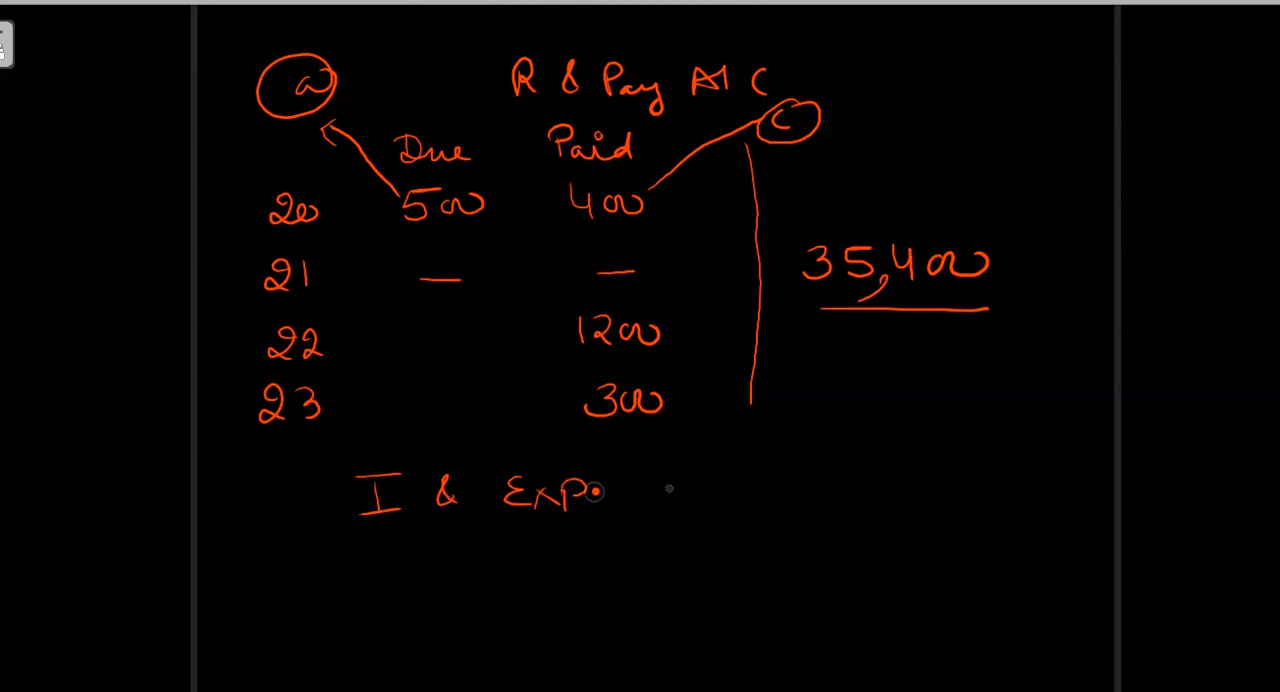 a R & Pay A/C
c
Due Paid
20 500 400
21 — —
35,400
22 1200
23 300
I & EXP